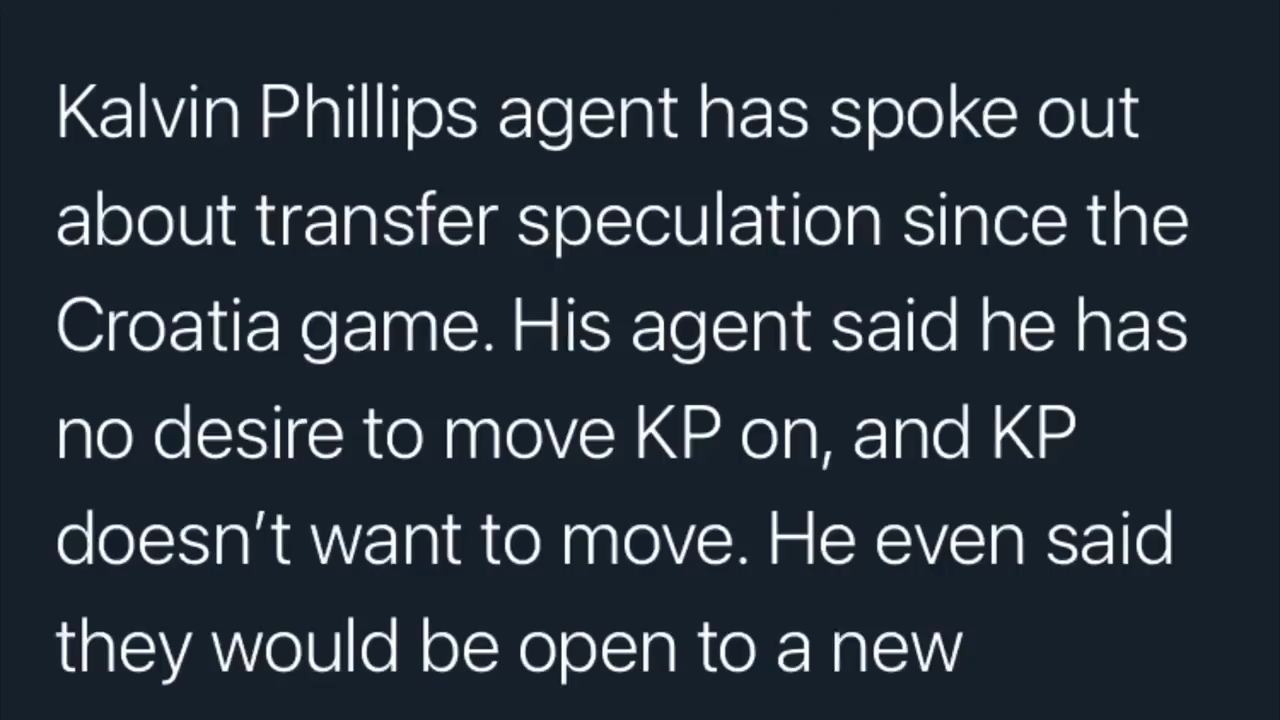 Kalvin Phillips agent has spoke out
about transfer speculation since the
Croatia game. His agent said he has
no desire to move KP on, and KP
doesn’t want to move. He even said
they would be open to a new